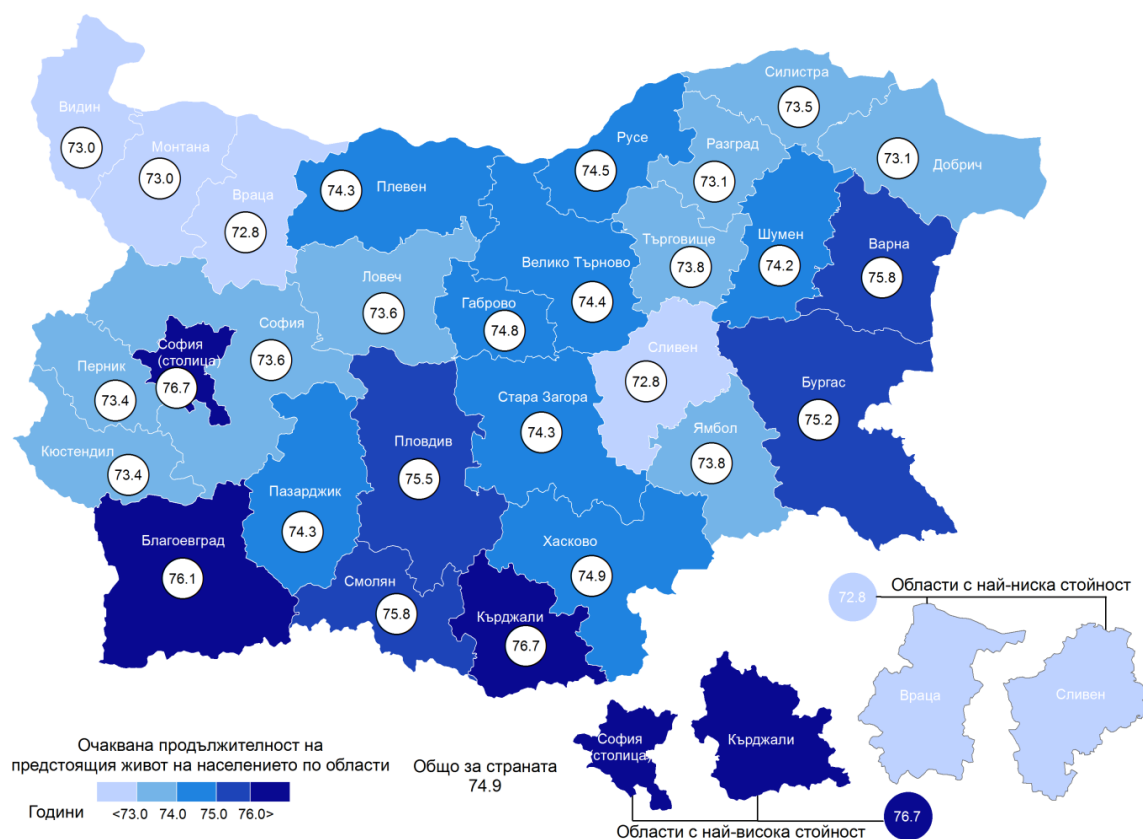 Видин
73.0
Монтана
73.0
Враца
72.8
Плевен
74.3
Русе
74.5
Силистра
73.5
Разград
73.1
Добрич
73.1
Търговище
73.8
Шумен
74.2
Варна
75.8
Велико Търново
74.4
Габрово
74.8
Ловеч
73.6
София
73.6
София
(столица)
76.7
Перник
73.4
Кюстендил
73.4
Сливен
72.8
Бургас
75.2
Стара Загора
74.3
Ямбол
73.8
Пловдив
75.5
Пазарджик
74.3
Благоевград
76.1
Хасково
74.9
Смолян
75.8
Кърджали
76.7
72.8
Области с най-ниска стойност
Враца
Сливен
София
(столица)
Кърджали
Области с най-висока стойност
76.7
Общо за страната
74.9
Очаквана продължителност на
предстоящия живот на населението по области
Години
<73.0 74.0 75.0 76.0>